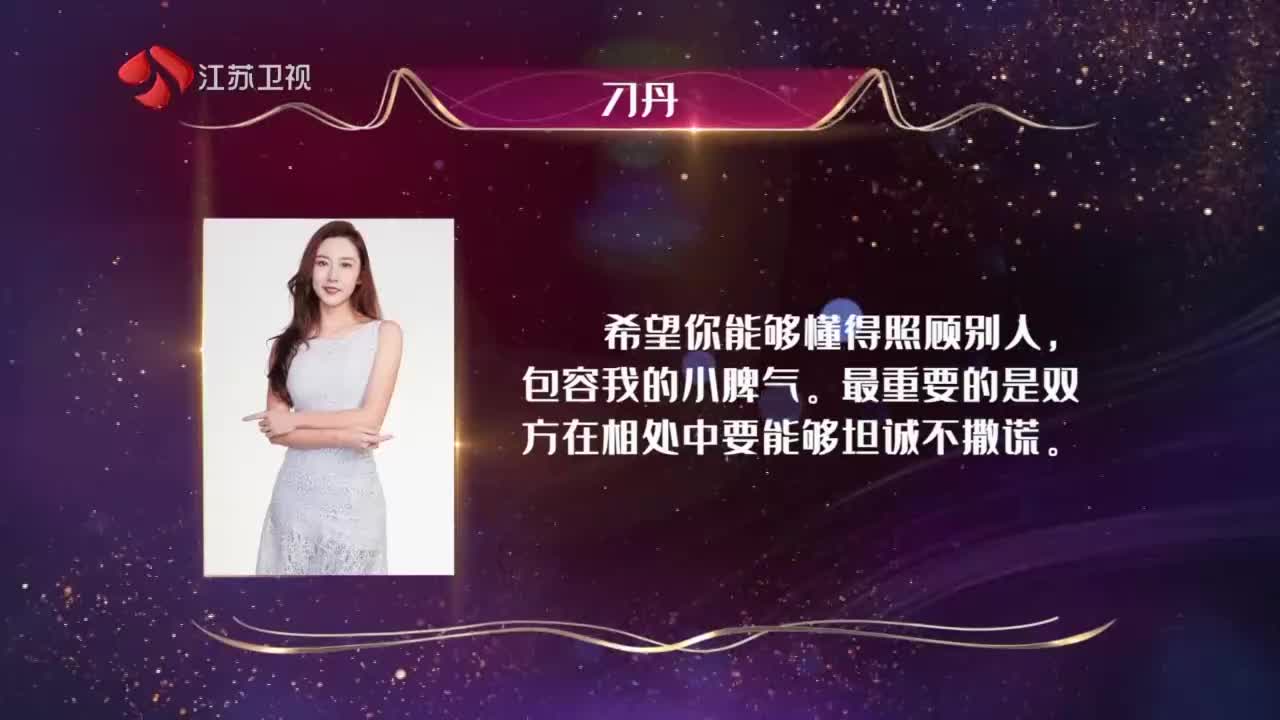 江苏卫视
刁丹
希望你能够懂得照顾别人，
包容我的小脾气。最重要的是双
方在相处中要能够坦诚不撒谎。